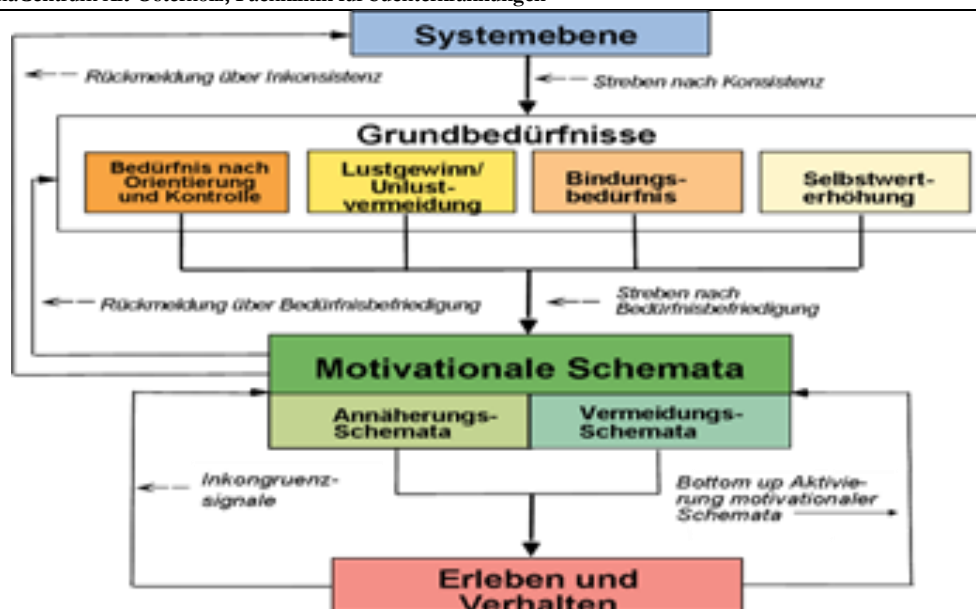 Systemebene
Rückmeldung über Inkonsistenz
Streben nach Konsistenz
Grundbedürfnisse
Bedürfnis nach
Orientierung
und Kontrolle
Lustgewinn/
Unlust-
vermeidung
Bindungs-
bedürfnis
Selbstwert-
erhöhung
Rückmeldung über Bedürfnisbefriedigung
Streben nach
Bedürfnisbefriedigung
Motivationale Schemata
Annäherungs-
Schemata
Vermeidungs-
Schemata
Inkongruenz-
signale
Bottom up Aktivie-
rung motivationaler
Schemata
Erleben und
Verhalten